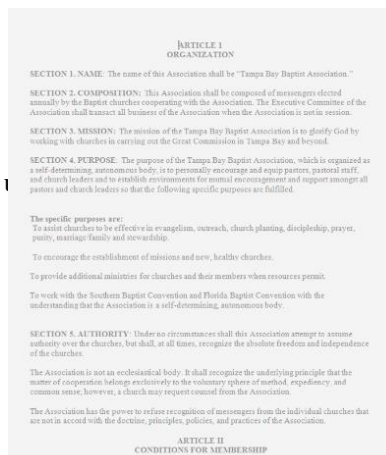 ARTICLE I
ORGANIZATION
SECTION 1. NAME: The name of this Association shall be "Tampa Bay Baptist Association."
SECTION 2. COMPOSITION: This Association shall be composed of messengers elected
annually by the Baptist churches cooperating with the Association. The Executive Committee of the
Association shall transact all business of the Association when the Association is not in session.
SECTION 3. MISSION: The mission of the Tampa Bay Baptist Association is to glorify God by
working with churches in carrying out the Great Commission in Tampa Bay and beyond.
SECTION 4. PURPOSE: The purpose of the Tampa Bay Baptist Association, which is organized as
a self-determining, autonomous body, is to personally encourage and equip pastors, pastoral staff,
and church leaders and to establish environments for mutual encouragement and support amongst all
pastors and church leaders so that the following specific purposes are fulfilled.
The specific purposes are:
To assist churches to be effective in evangelism, outreach, church planting, discipleship, prayer,
purity, marriage/family and stewardship.
To encourage the establishment of missions and new, healthy churches.
To provide additional ministries for churches and their members when resources permit.
To work with the Southern Baptist Convention and Florida Baptist Convention with the
understanding that the Association is a self-determining, autonomous body.
SECTION 5. AUTHORITY: Under no circumstances shall this Association attempt to assume
authority over the churches, but shall, at all times, recognize the absolute freedom and independence
of the churches.
The Association is not an ecclesiastical body. It shall recognize the underlying principle that the
matter of cooperation belongs exclusively to the voluntary sphere of method, expediency, and
common sense; however, a church may request counsel from the Association.
The Association has the power to refuse recognition of messengers from the individual churches that
are not in accord with the doctrine, principles, policies, and practices of the Association.
ARTICLE II
CONDITIONS FOR MEMBERSHIP